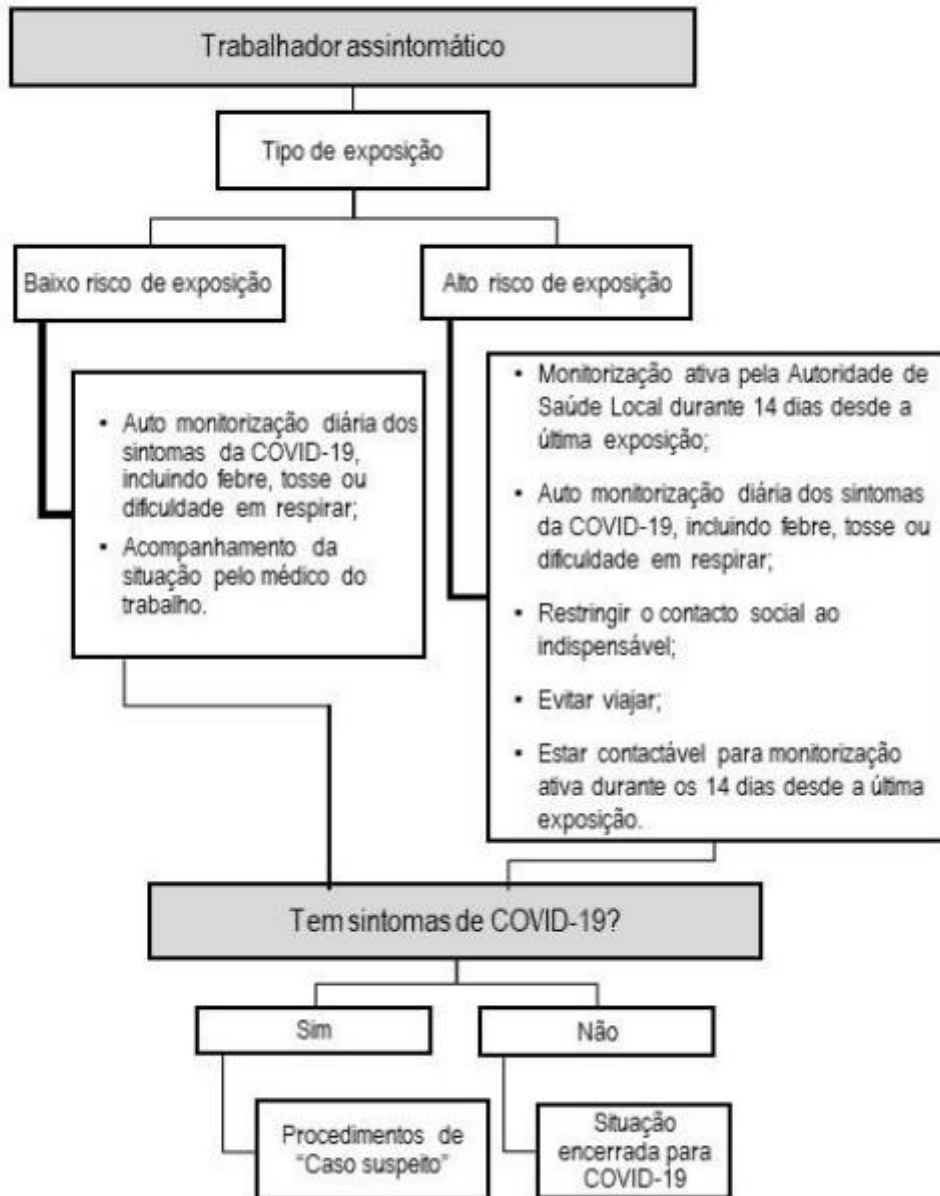 Trabalhador assintomático
Tipo de exposição
Baixo risco de exposição
Alto risco de exposição
• Auto monitorização diária dos
sintomas da COVID-19,
incluindo febre, tosse ou
dificuldade em respirar;
• Acompanhamento da
situação pelo médico do
trabalho.
• Monitorização ativa pela Autoridade de
Saúde Local durante 14 dias desde a
última exposição;
• Auto monitorização diária dos sintomas
da COVID-19, incluindo febre, tosse ou
dificuldade em respirar;
• Restringir o contacto social ao
indispensável;
• Evitar viajar;
• Estar contactável para monitorização
ativa durante os 14 dias desde a última
exposição.
Tem sintomas de COVID-19?
Sim
Não
Procedimentos de
“Caso suspeito”
Situação
encerrada para
COVID-19